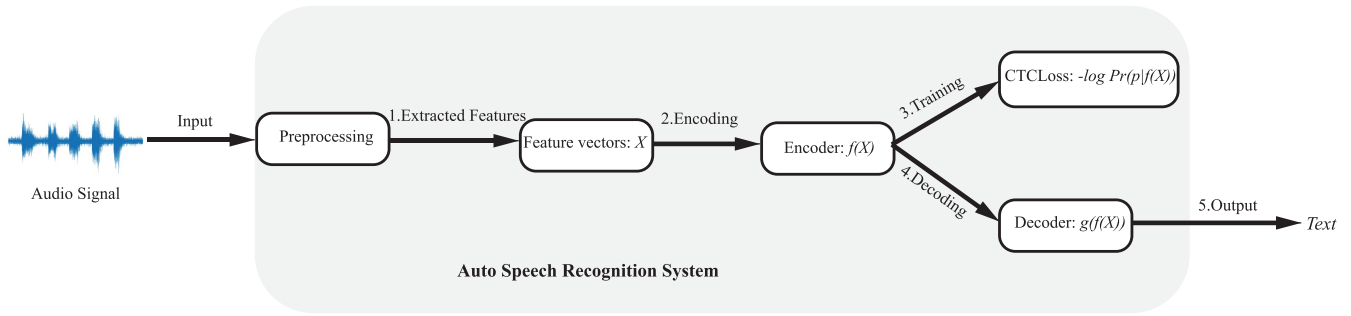 Input
Audio Signal
Preprocessing
1.Extracted Features
Feature vectors: X
2.Encoding
Encoder: f(X)
3.Training
CTCLoss: -log Pr(p|f(X))
4.Decoding
Decoder: g(f(X))
5.Output
Text
Auto Speech Recognition System